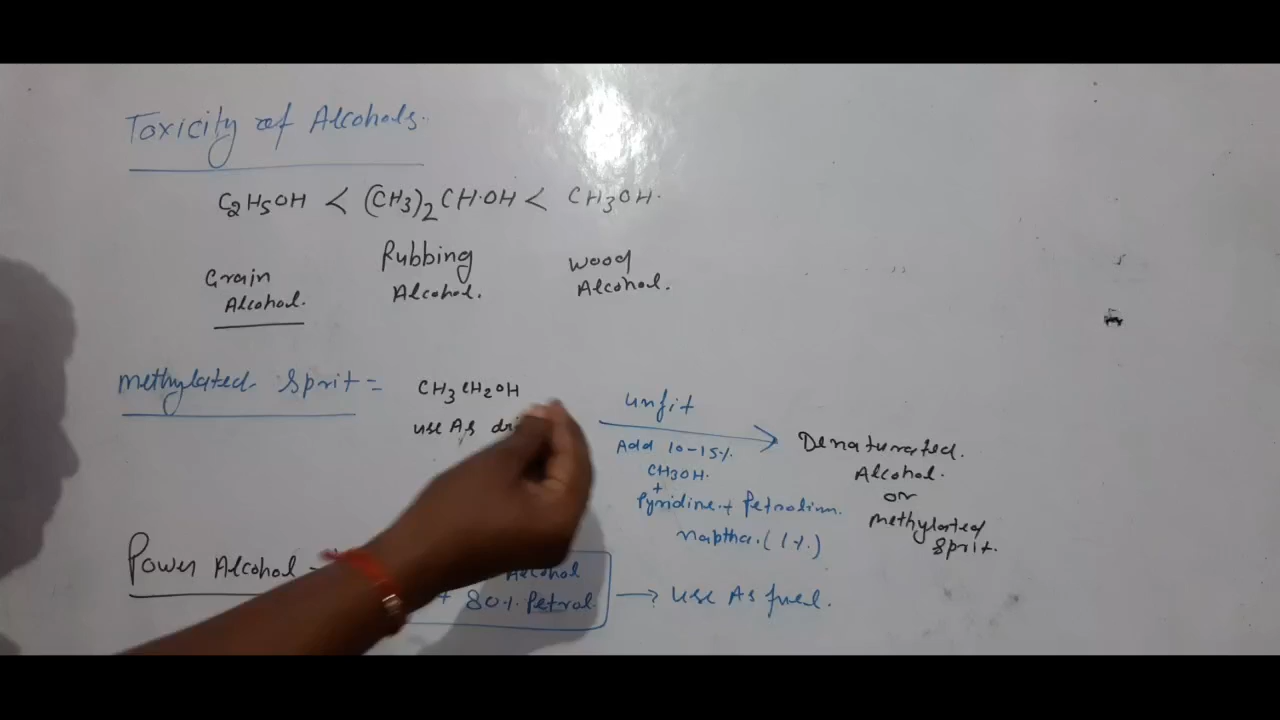 Toxicity of Alcohols.
C2H5OH < (CH3)2CH·OH < CH3OH.
Grain Alcohol.
Rubbing Alcohol.
Wood Alcohol.
Methylated Sprit =
CH3CH2OH
use As
unfit
Add 10-15%
CH3OH.
+
Pyridine + Petrolium.
naptha. (1%)
Denaturated.
Alcohol.
or
Methylated
Sprit.
Power Alcohol
Alcohol
+ 80% Petrol. → use As fuel.